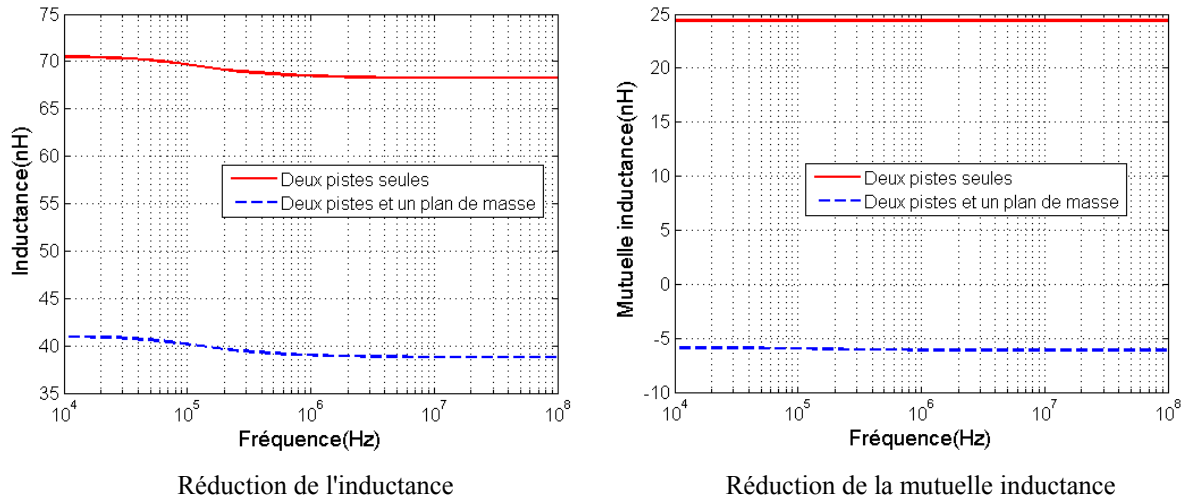 75
70
65
60
55
50
45
40
35
Inductance(nH)
Deux pistes seules
Deux pistes et un plan de masse
10^4
10^5
10^6
10^7
10^8
Fréquence(Hz)
Réduction de l'inductance
25
20
15
10
5
0
-5
-10
Mutuelle inductance(nH)
Deux pistes seules
Deux pistes et un plan de masse
10^4
10^5
10^6
10^7
10^8
Fréquence(Hz)
Réduction de la mutuelle inductance